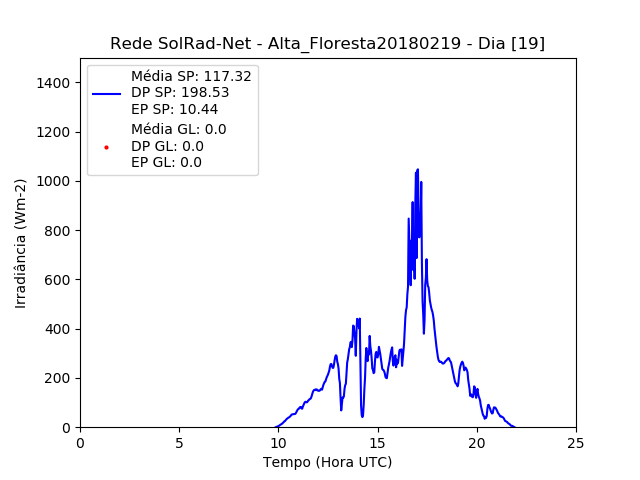 Rede SolRad-Net - Alta_Floresta20180219 - Dia [19]
Média SP: 117.32
DP SP: 198.53
EP SP: 10.44
Média GL: 0.0
DP GL: 0.0
EP GL: 0.0
1400
1200
1000
800
600
400
200
0
Irradiância (Wm-2)
0 5 10 15 20 25
Tempo (Hora UTC)